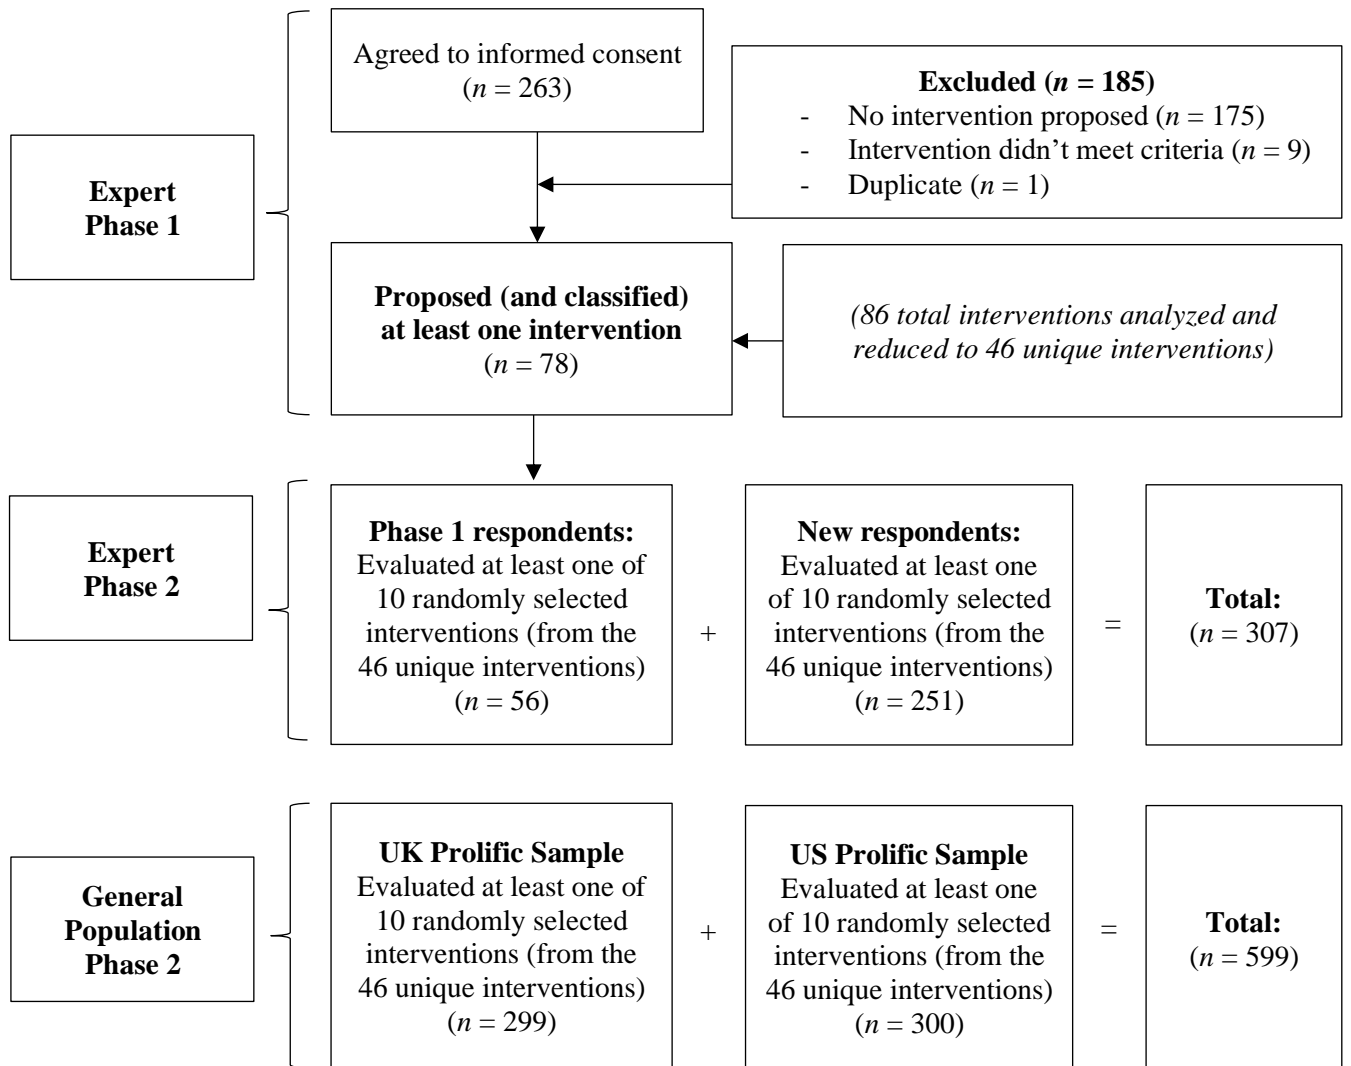 Agreed to informed consent
(n = 263)
Excluded (n = 185)
- No intervention proposed (n = 175)
- Intervention didn’t meet criteria (n = 9)
- Duplicate (n = 1)
Expert
Phase 1
Proposed (and classified)
at least one intervention
(n = 78)
(86 total interventions analyzed and
reduced to 46 unique interventions)
Expert
Phase 2
Phase 1 respondents:
Evaluated at least one of
10 randomly selected
interventions (from the
46 unique interventions)
(n = 56)
+
New respondents:
Evaluated at least one
of 10 randomly selected
interventions (from the
46 unique interventions)
(n = 251)
=
Total:
(n = 307)
General
Population
Phase 2
UK Prolific Sample
Evaluated at least one of
10 randomly selected
interventions (from the
46 unique interventions)
(n = 299)
+
US Prolific Sample
Evaluated at least one
of 10 randomly selected
interventions (from the
46 unique interventions)
(n = 300)
=
Total:
(n = 599)